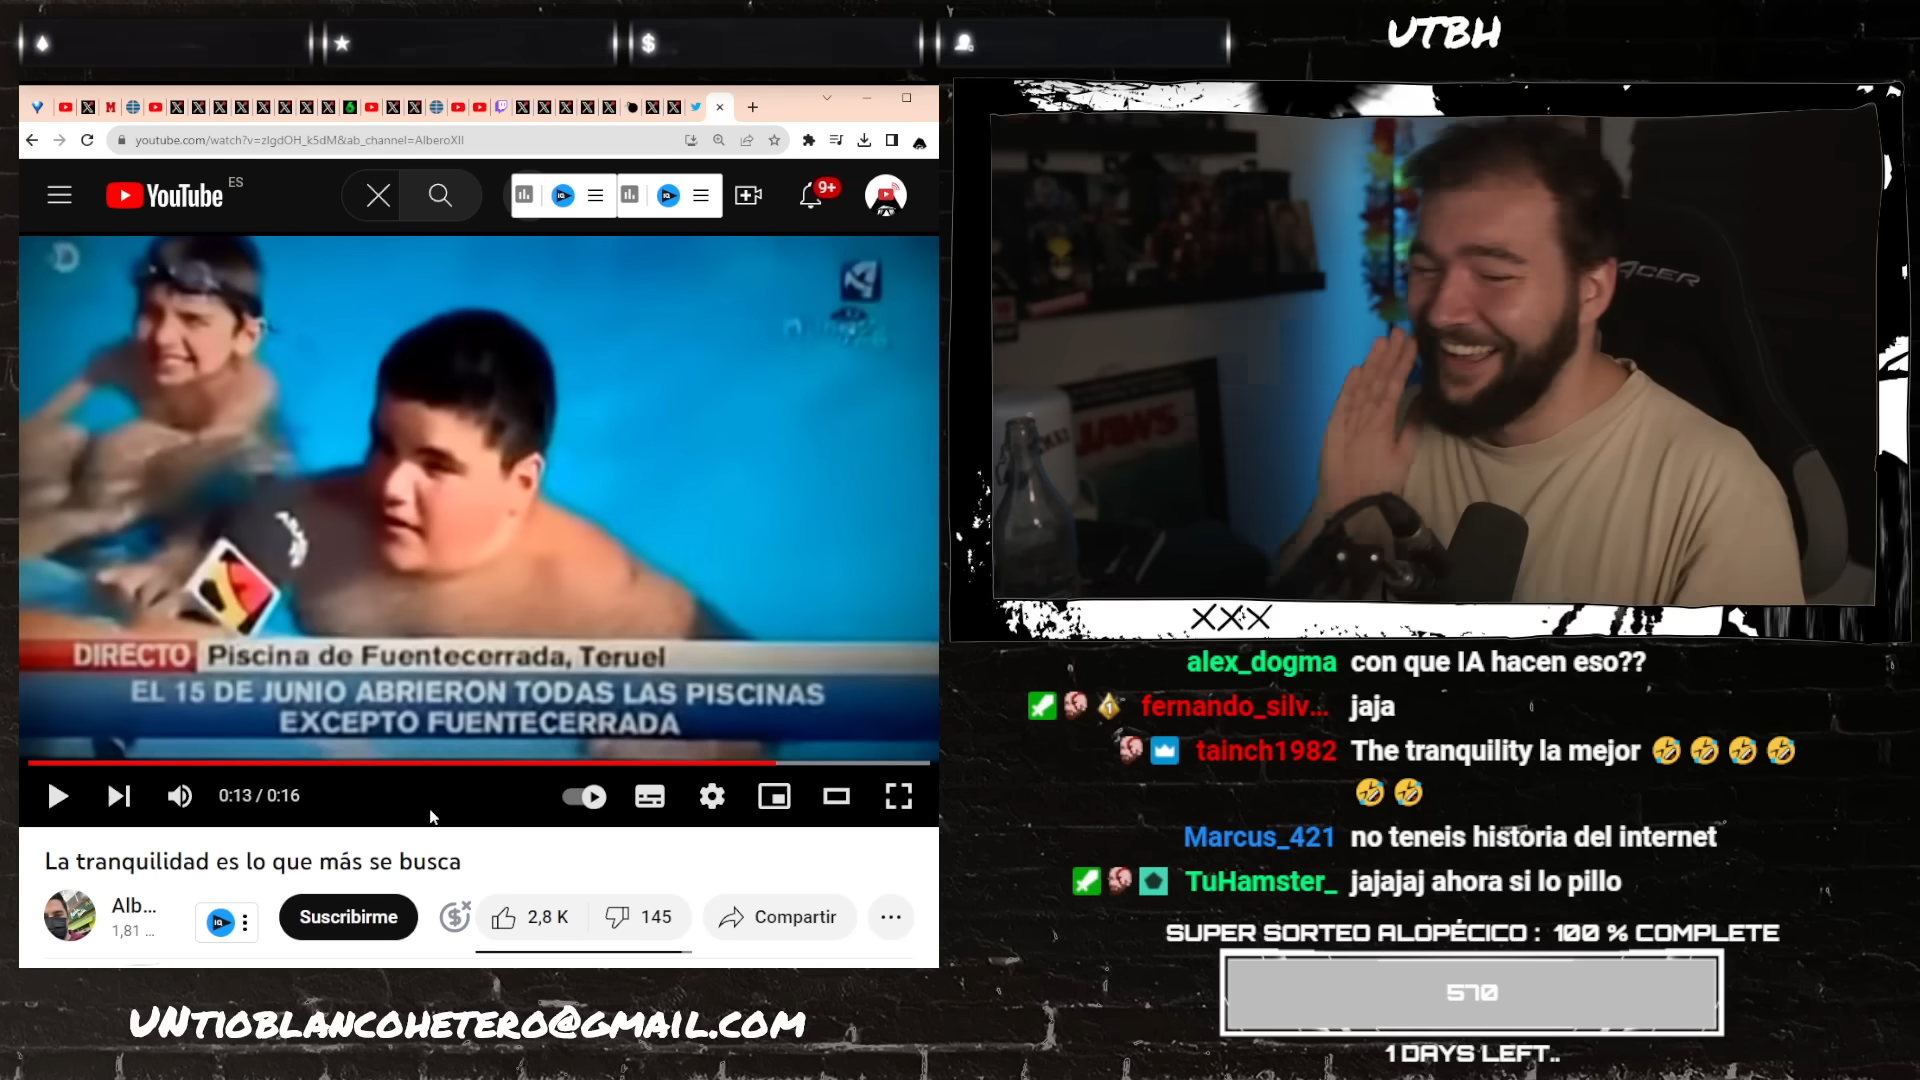 UTBH
youtube.com/watch?v=zIgdOH_k5dM&ab_channel=AlberoXII
YouTube ES
9+
ACER
JAWS
DIRECTO Piscina de Fuentecerrada, Teruel
EL 15 DE JUNIO ABRIERON TODAS LAS PISCINAS
EXCEPTO FUENTECERRADA
0:13 / 0:16
La tranquilidad es lo que más se busca
Alb...
1,81 ...
Suscribirme
2,8 K
145
Compartir
UNTIOBLANCOHETERO@GMAIL.COM
XXX
alex_dogma con que IA hacen eso??
fernando_silv... jaja
tainch1982 The tranquility la mejor 🤣 🤣 🤣 🤣
🤣 🤣
Marcus_421 no teneis historia del internet
TuHamster_ jajajaj ahora si lo pillo
SUPER SORTEO ALOPÉCICO : 100 % COMPLETE
570
1 DAYS LEFT..